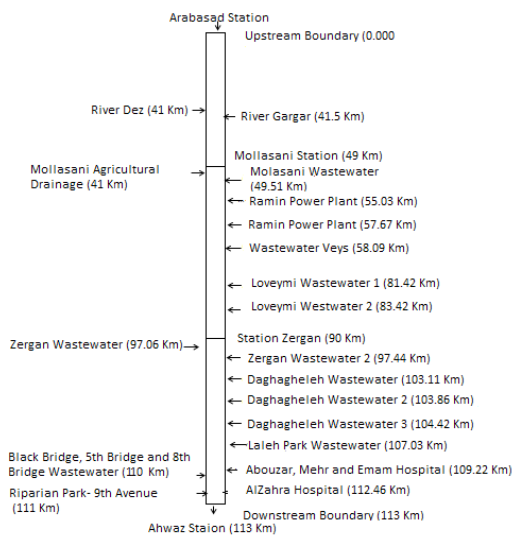 Arabasad Station
Upstream Boundary (0.000
River Dez (41 Km)
River Gargar (41.5 Km)
Mollasani Station (49 Km)
Mollasani Agricultural
Drainage (41 Km)
Molasani Wastewater
(49.51 Km)
Ramin Power Plant (55.03 Km)
Ramin Power Plant (57.67 Km)
Wastewater Veys (58.09 Km)
Loveymi Wastewater 1 (81.42 Km)
Loveymi Westwater 2 (83.42 Km)
Station Zergan (90 Km)
Zergan Wastewater (97.06 Km)
Zergan Wastewater 2 (97.44 Km)
Daghagheleh Wastewater (103.11 Km)
Daghagheleh Wastewater 2 (103.86 Km)
Daghagheleh Wastewater 3 (104.42 Km)
Laleh Park Wastewater (107.03 Km)
Black Bridge, 5th Bridge and 8th
Bridge Wastewater (110 Km)
Abouzar, Mehr and Emam Hospital (109.22 Km)
Riparian Park- 9th Avenue
(111 Km)
AlZahra Hospital (112.46 Km)
Downstream Boundary (113 Km)
Ahwaz Staion (113 Km)